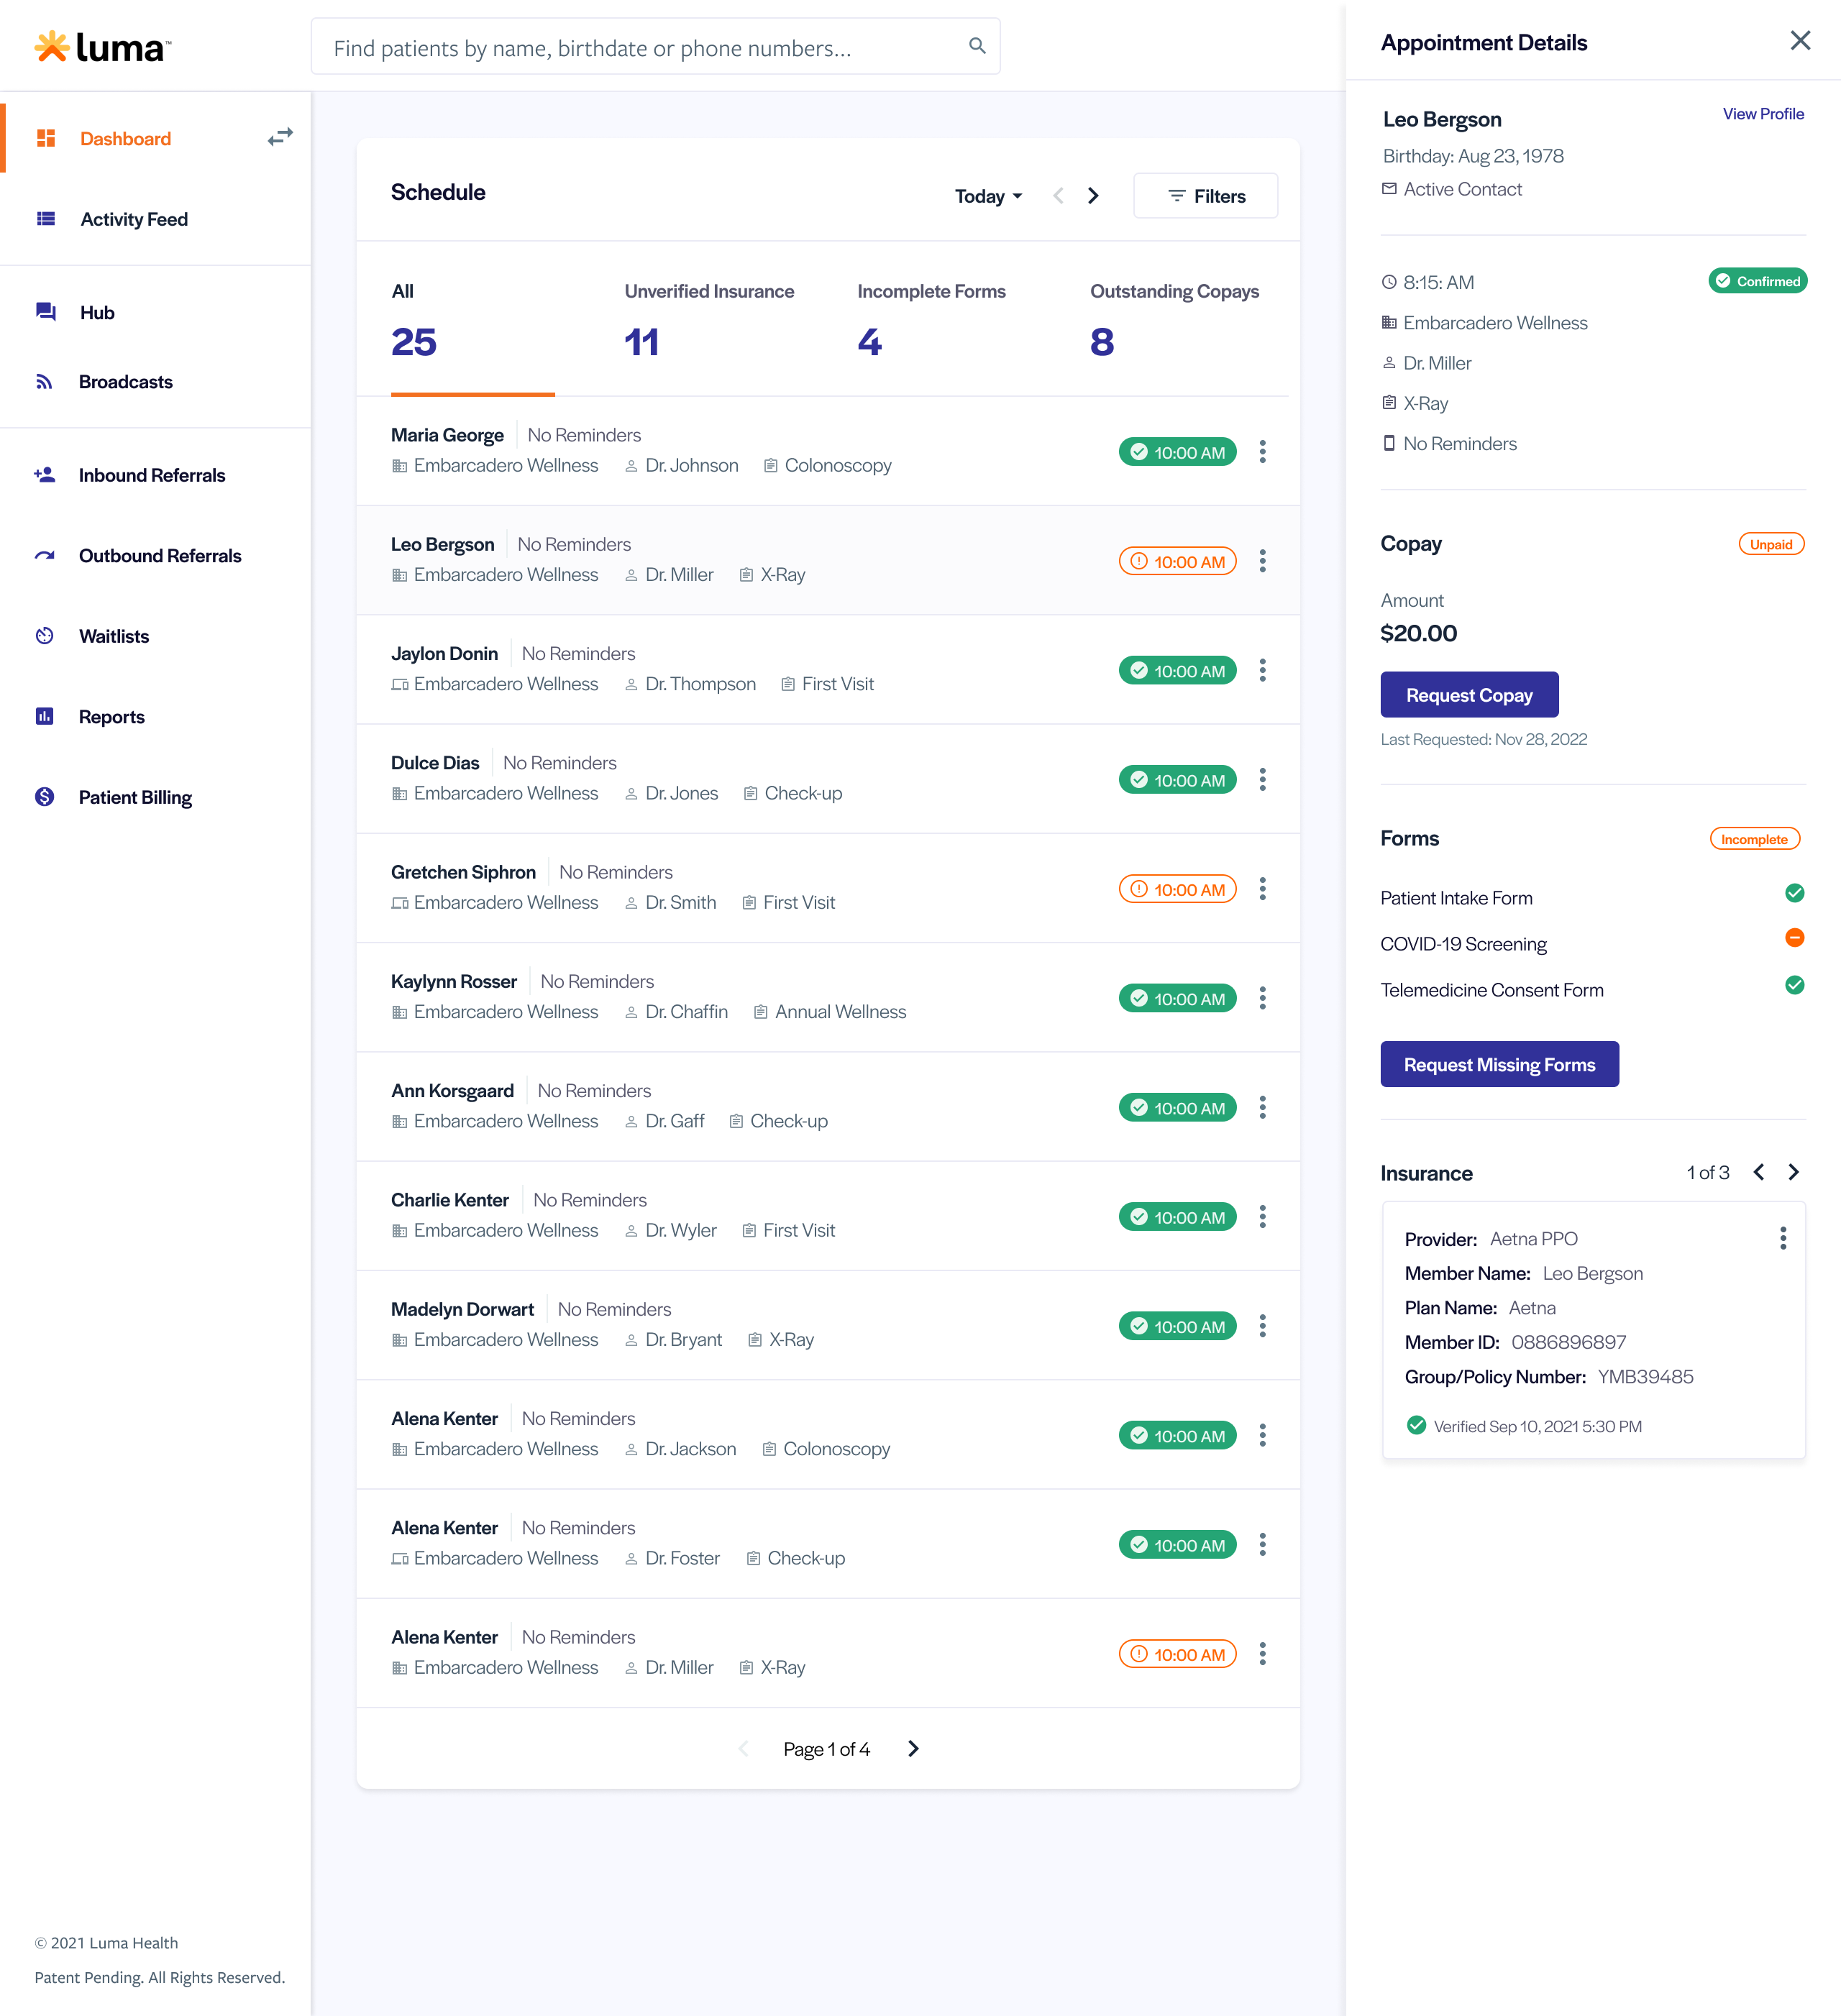 luma™
Find patients by name, birthdate or phone numbers...
Dashboard
Activity Feed
Hub
Broadcasts
Inbound Referrals
Outbound Referrals
Waitlists
Reports
Patient Billing
© 2021 Luma Health
Patent Pending. All Rights Reserved.
Schedule
Today
Filters
All
25
Unverified Insurance
11
Incomplete Forms
4
Outstanding Copays
8
Maria George No Reminders
Embarcadero Wellness Dr. Johnson Colonoscopy
10:00 AM
Leo Bergson No Reminders
Embarcadero Wellness Dr. Miller X-Ray
10:00 AM
Jaylon Donin No Reminders
Embarcadero Wellness Dr. Thompson First Visit
10:00 AM
Dulce Dias No Reminders
Embarcadero Wellness Dr. Jones Check-up
10:00 AM
Gretchen Siphron No Reminders
Embarcadero Wellness Dr. Smith First Visit
10:00 AM
Kaylynn Rosser No Reminders
Embarcadero Wellness Dr. Chaffin Annual Wellness
10:00 AM
Ann Korsgaard No Reminders
Embarcadero Wellness Dr. Gaff Check-up
10:00 AM
Charlie Kenter No Reminders
Embarcadero Wellness Dr. Wyler First Visit
10:00 AM
Madelyn Dorwart No Reminders
Embarcadero Wellness Dr. Bryant X-Ray
10:00 AM
Alena Kenter No Reminders
Embarcadero Wellness Dr. Jackson Colonoscopy
10:00 AM
Alena Kenter No Reminders
Embarcadero Wellness Dr. Foster Check-up
10:00 AM
Alena Kenter No Reminders
Embarcadero Wellness Dr. Miller X-Ray
10:00 AM
Page 1 of 4
Appointment Details
Leo Bergson
View Profile
Birthday: Aug 23, 1978
Active Contact
8:15: AM
Confirmed
Embarcadero Wellness
Dr. Miller
X-Ray
No Reminders
Copay
Unpaid
Amount
$20.00
Request Copay
Last Requested: Nov 28, 2022
Forms
Incomplete
Patient Intake Form
COVID-19 Screening
Telemedicine Consent Form
Request Missing Forms
Insurance
1 of 3
Provider: Aetna PPO
Member Name: Leo Bergson
Plan Name: Aetna
Member ID: 0886896897
Group/Policy Number: YMB39485
Verified Sep 10, 2021 5:30 PM